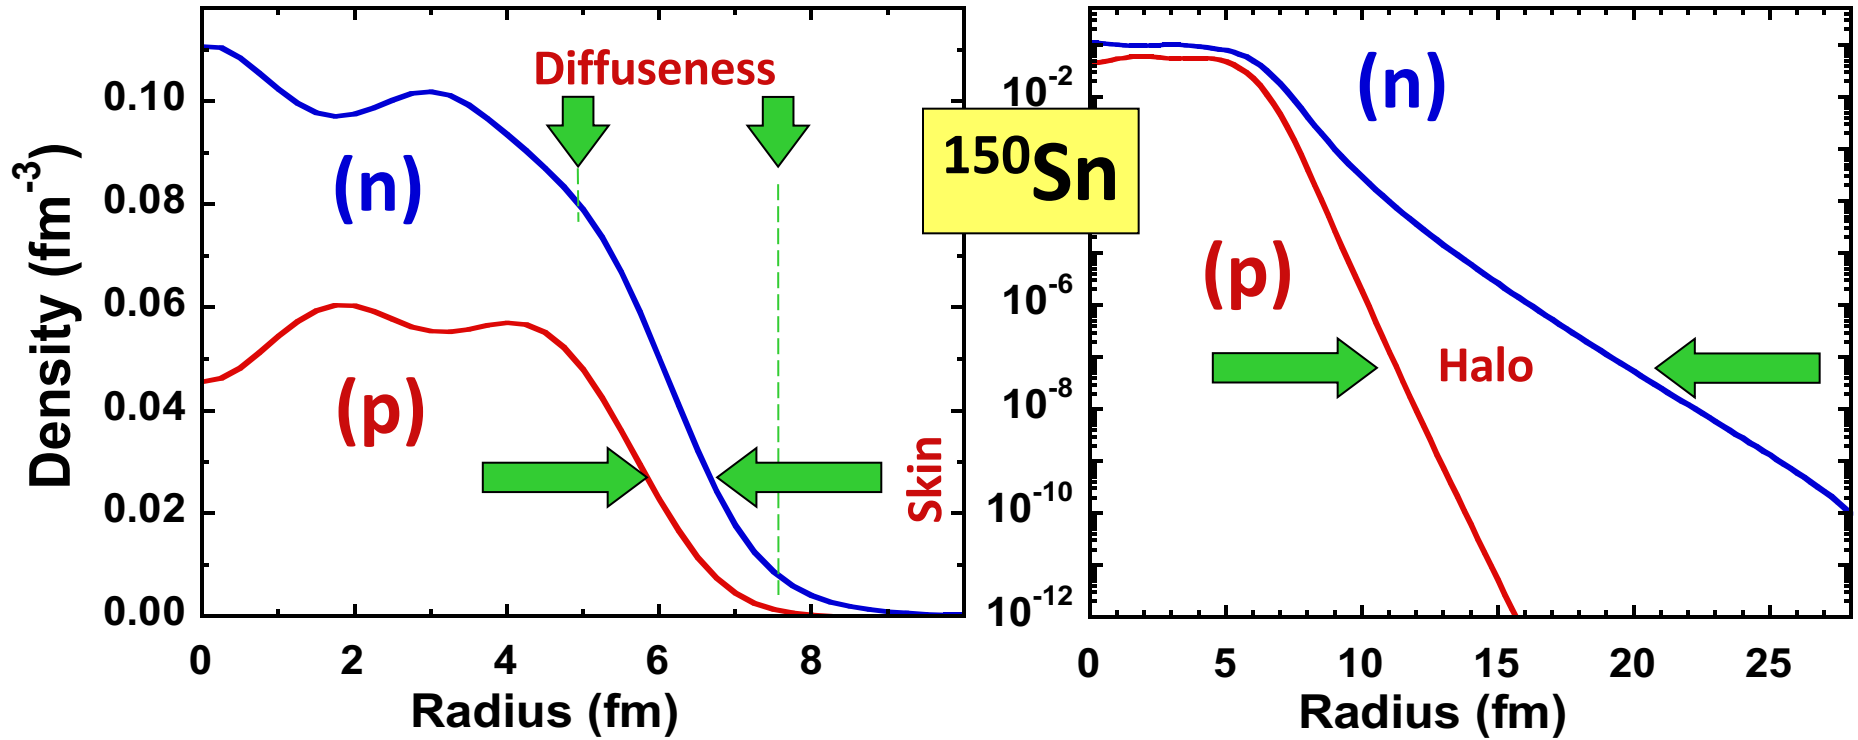 Diffuseness
0.10
0.08
0.06
0.04
0.02
0.00
Density (fm⁻³)
(n)
(p)
Skin
0 2 4 6 8
Radius (fm)
¹⁵⁰Sn
10⁻²
10⁻⁶
10⁻⁸
10⁻¹⁰
10⁻¹²
(n)
(p)
Halo
0 5 10 15 20 25
Radius (fm)